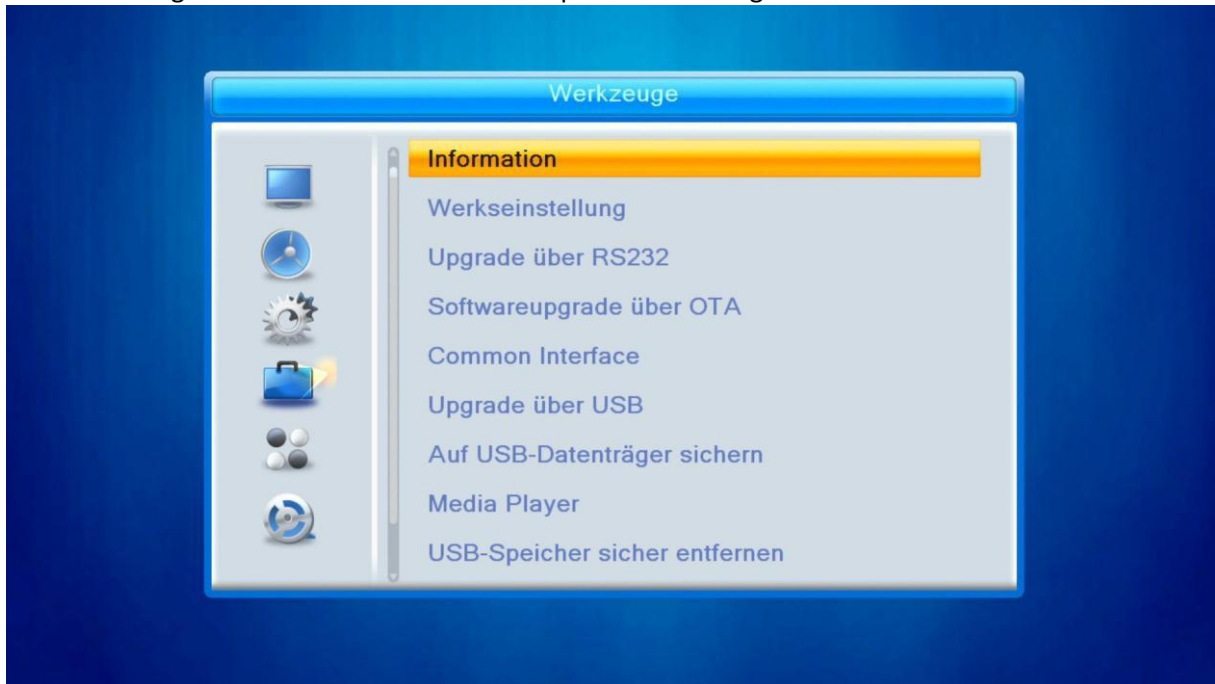 Werkzeuge
Information
Werkseinstellung
Upgrade über RS232
Softwareupgrade über OTA
Common Interface
Upgrade über USB
Auf USB-Datenträger sichern
Media Player
USB-Speicher sicher entfernen